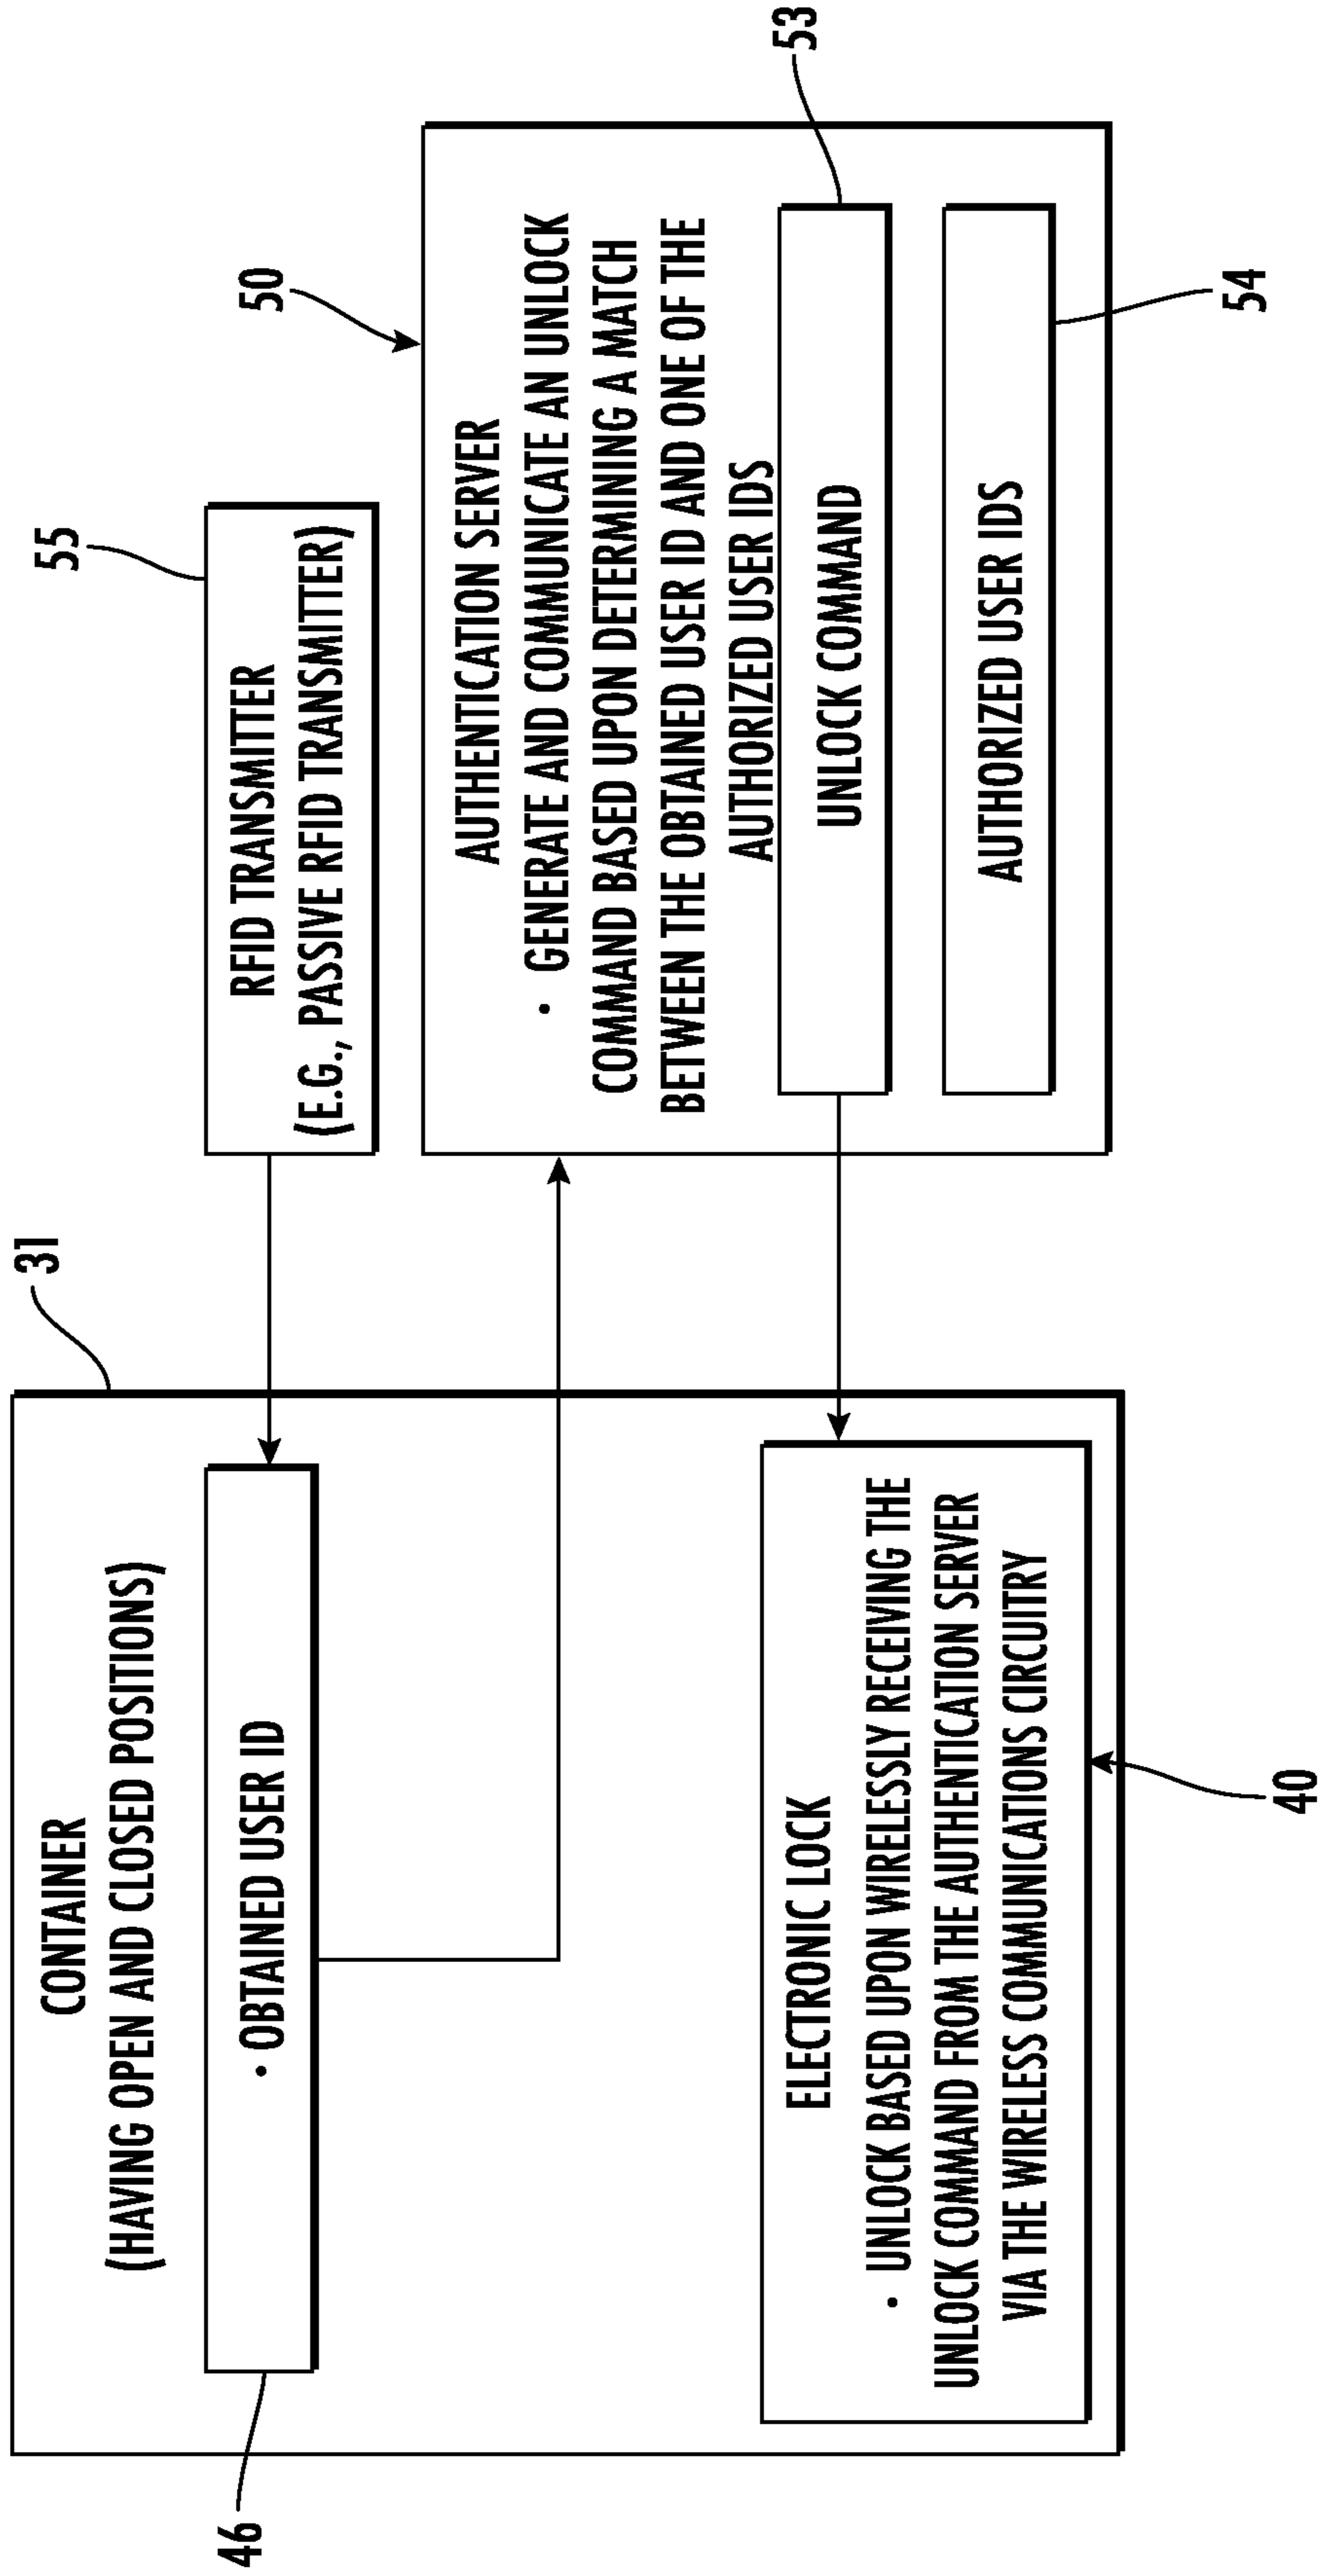 31
CONTAINER
(HAVING OPEN AND CLOSED POSITIONS)
46
• OBTAINED USER ID
ELECTRONIC LOCK
• UNLOCK BASED UPON WIRELESSLY RECEIVING THE
UNLOCK COMMAND FROM THE AUTHENTICATION SERVER
VIA THE WIRELESS COMMUNICATIONS CIRCUITRY
40
55
RFID TRANSMITTER
(E.G., PASSIVE RFID TRANSMITTER)
50
AUTHENTICATION SERVER
• GENERATE AND COMMUNICATE AN UNLOCK
COMMAND BASED UPON DETERMINING A MATCH
BETWEEN THE OBTAINED USER ID AND ONE OF THE
AUTHORIZED USER IDS
53
UNLOCK COMMAND
AUTHORIZED USER IDS
54